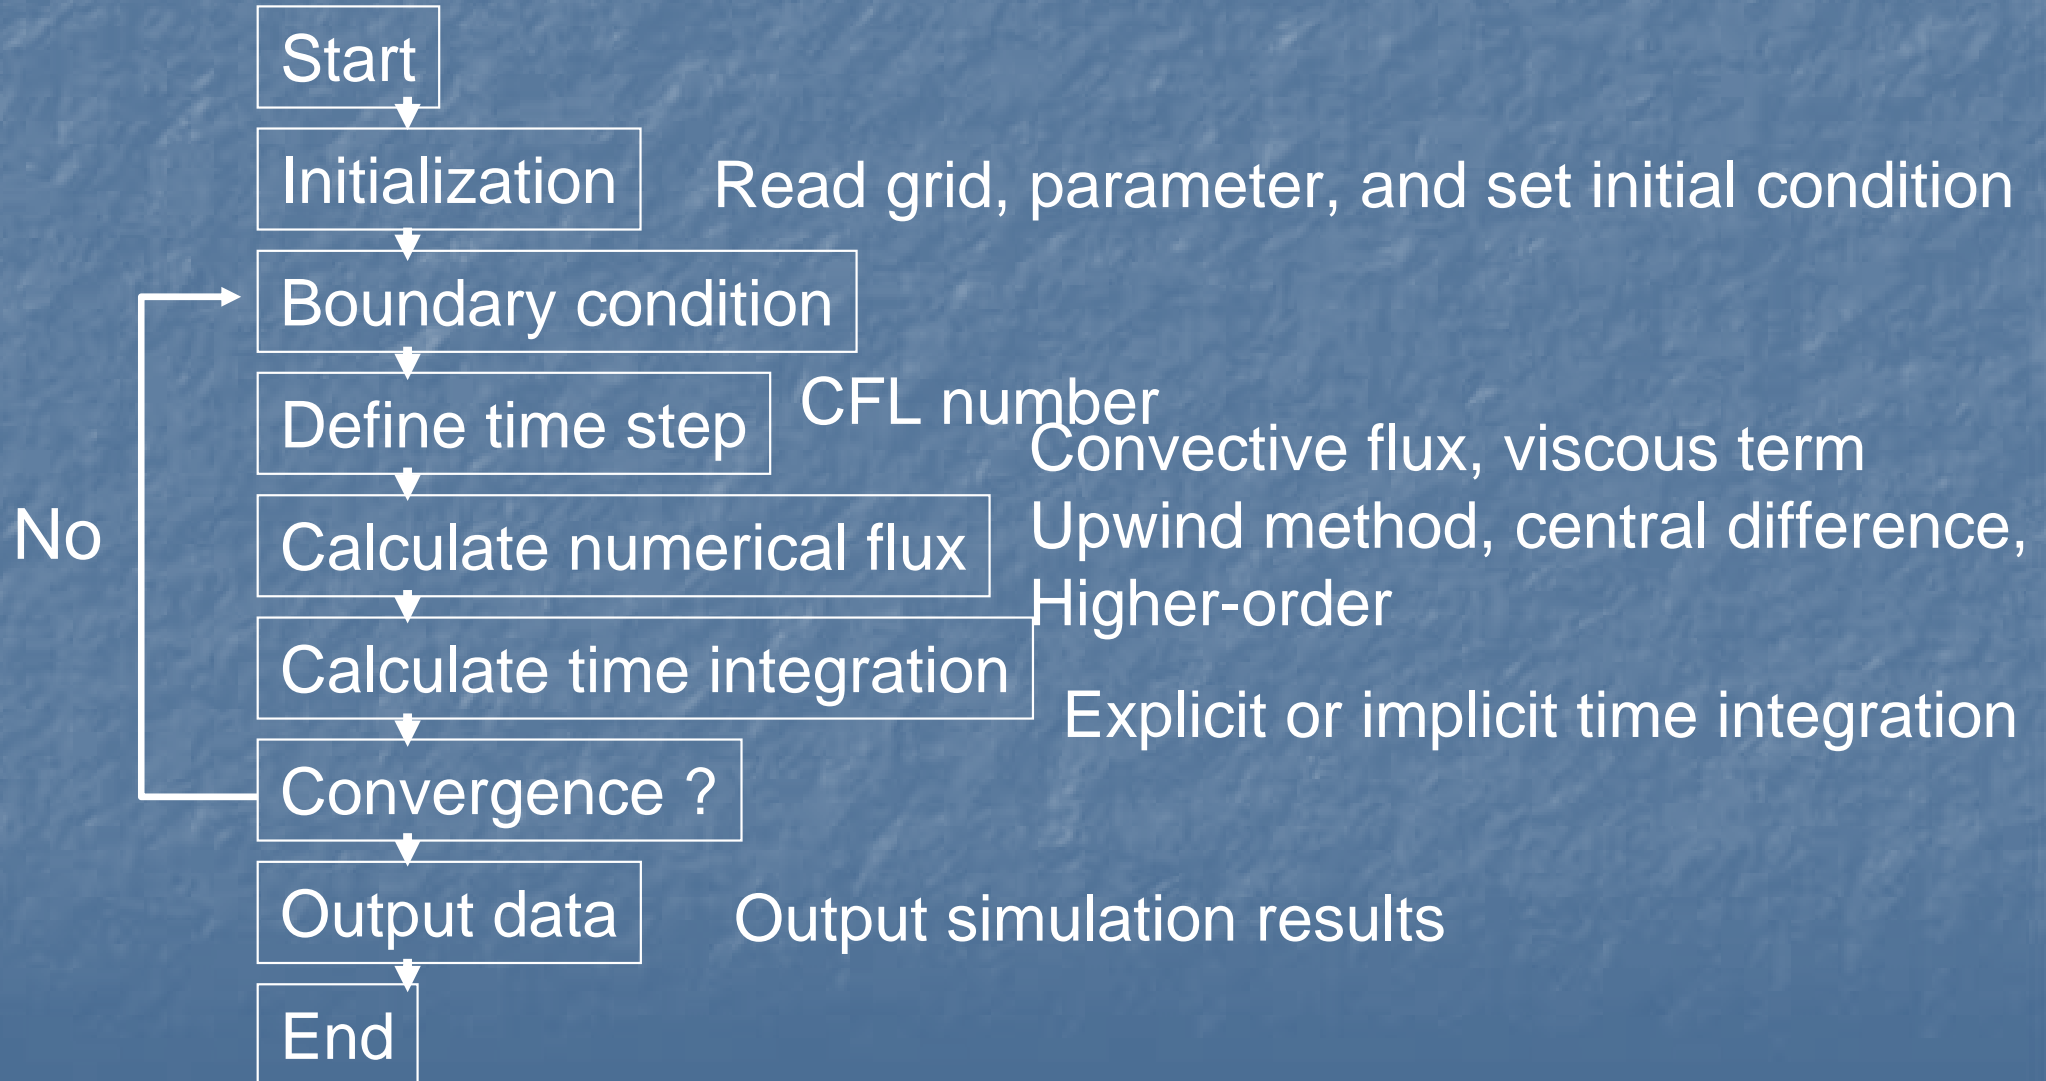 Start
Initialization
Read grid, parameter, and set initial condition
Boundary condition
Define time step
CFL number
Convective flux, viscous term
No
Calculate numerical flux
Upwind method, central difference,
Higher-order
Calculate time integration
Explicit or implicit time integration
Convergence ?
Output data
Output simulation results
End